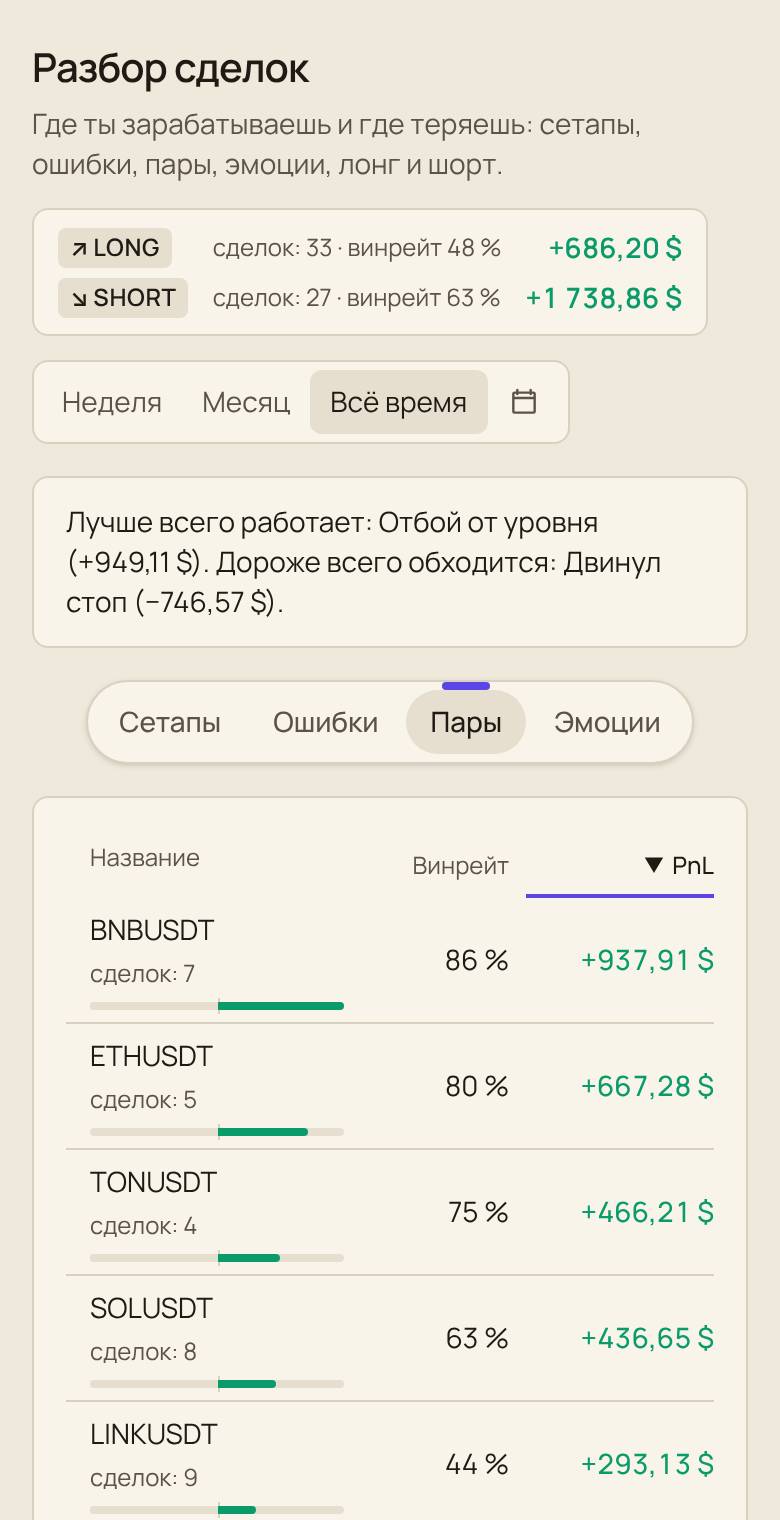 Разбор сделок
Где ты зарабатываешь и где теряешь: сетапы,
ошибки, пары, эмоции, лонг и шорт.
↗ LONG сделок: 33 · винрейт 48 % +686,20 $
↘ SHORT сделок: 27 · винрейт 63 % +1 738,86 $
Неделя Месяц Всё время
Лучше всего работает: Отбой от уровня
(+949,11 $). Дороже всего обходится: Двинул
стоп (−746,57 $).
Сетапы Ошибки Пары Эмоции
Название Винрейт ▼ PnL
BNBUSDT
сделок: 7
86 % +937,91 $
ETHUSDT
сделок: 5
80 % +667,28 $
TONUSDT
сделок: 4
75 % +466,21 $
SOLUSDT
сделок: 8
63 % +436,65 $
LINKUSDT
сделок: 9
44 % +293,13 $